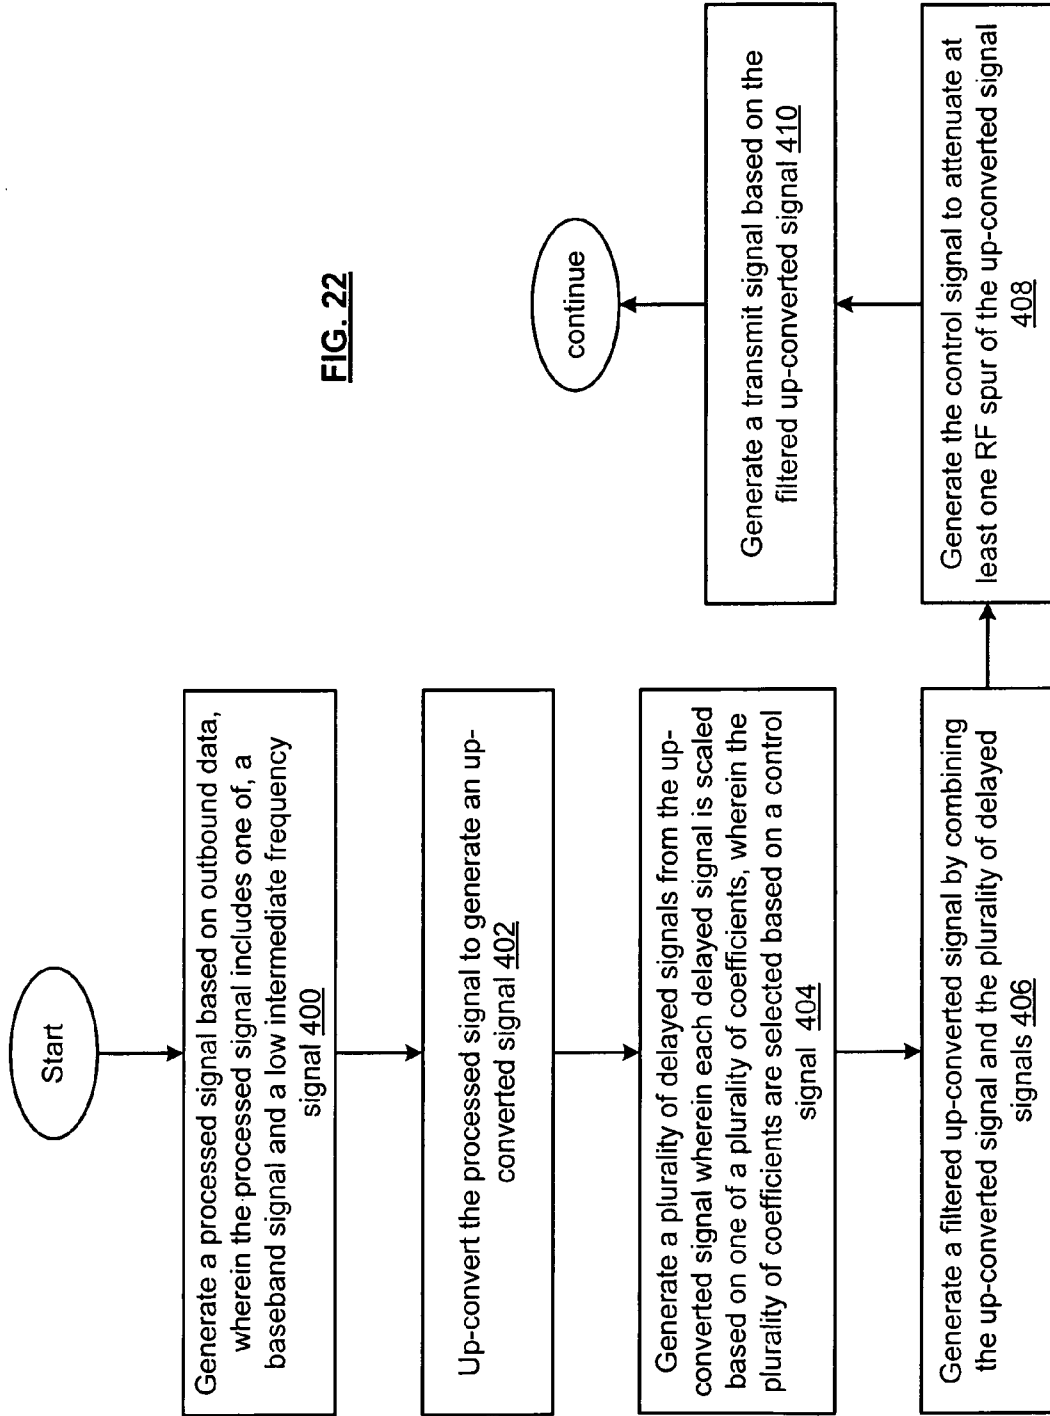 Start
Generate a processed signal based on outbound data,
wherein the processed signal includes one of, a
baseband signal and a low intermediate frequency
signal 400
Up-convert the processed signal to generate an up-
converted signal 402
Generate a plurality of delayed signals from the up-
converted signal wherein each delayed signal is scaled
based on one of a plurality of coefficients, wherein the
plurality of coefficients are selected based on a control
signal 404
Generate a filtered up-converted signal by combining
the up-converted signal and the plurality of delayed
signals 406
Generate the control signal to attenuate at
least one RF spur of the up-converted signal
408
Generate a transmit signal based on the
filtered up-converted signal 410
continue
FIG. 22